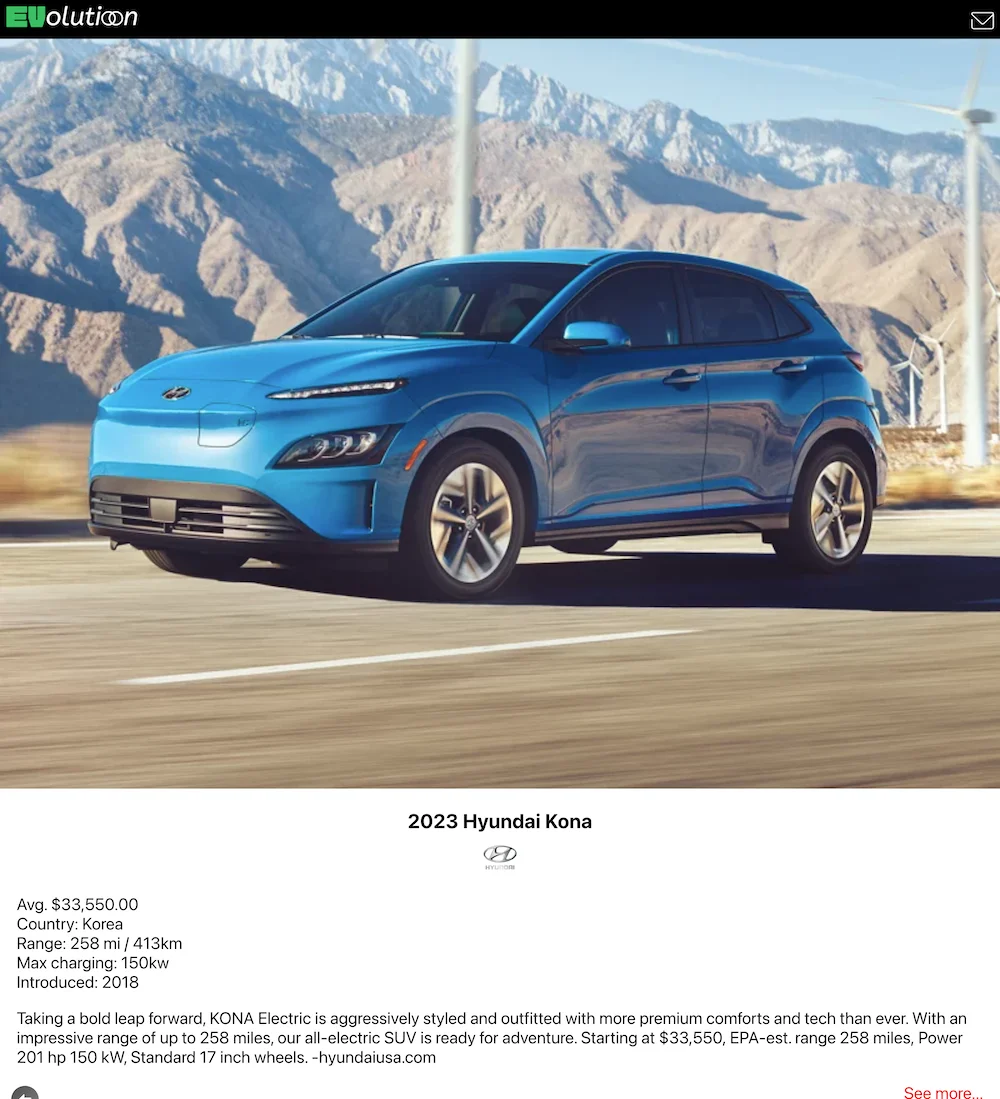 EVolutioon
2023 Hyundai Kona
HYUNDAI
Avg. $33,550.00
Country: Korea
Range: 258 mi / 413km
Max charging: 150kw
Introduced: 2018
Taking a bold leap forward, KONA Electric is aggressively styled and outfitted with more premium comforts and tech than ever. With an
impressive range of up to 258 miles, our all-electric SUV is ready for adventure. Starting at $33,550, EPA-est. range 258 miles, Power
201 hp 150 kW, Standard 17 inch wheels. -hyundaiusa.com
See more...